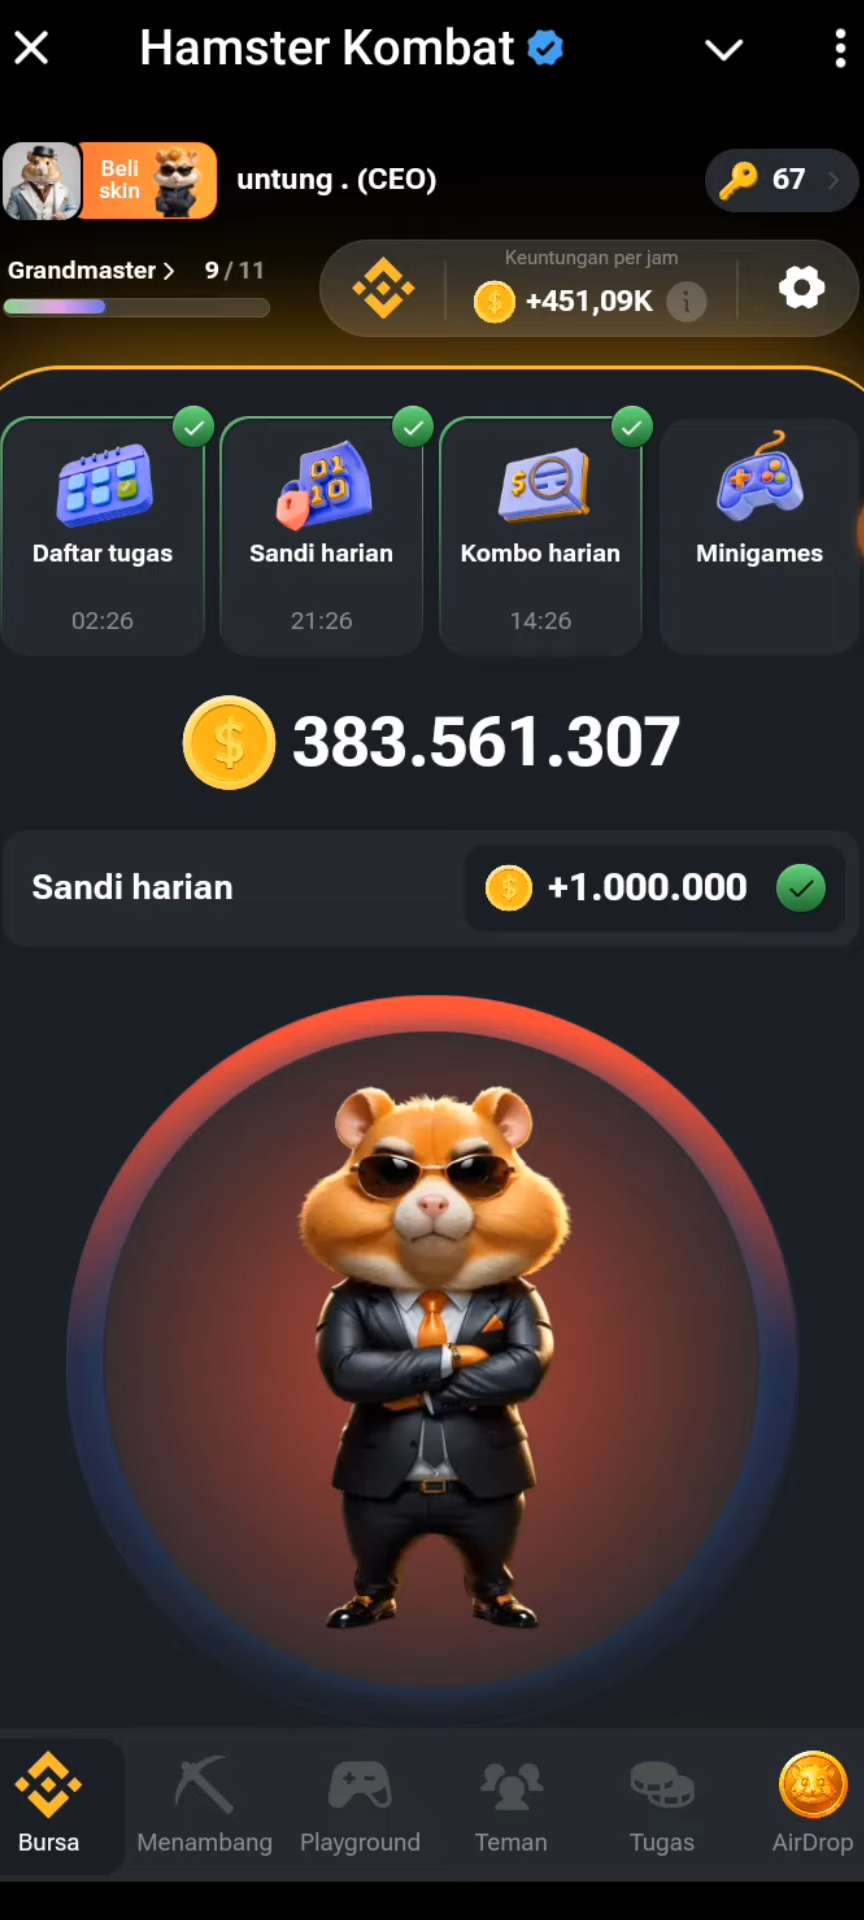 Hamster Kombat
Beli
skin
untung . (CEO)
67
Grandmaster
9 / 11
Keuntungan per jam
+451,09K
Daftar tugas
02:26
Sandi harian
21:26
Kombo harian
14:26
Minigames
383.561.307
Sandi harian
+1.000.000
Bursa
Menambang
Playground
Teman
Tugas
AirDrop